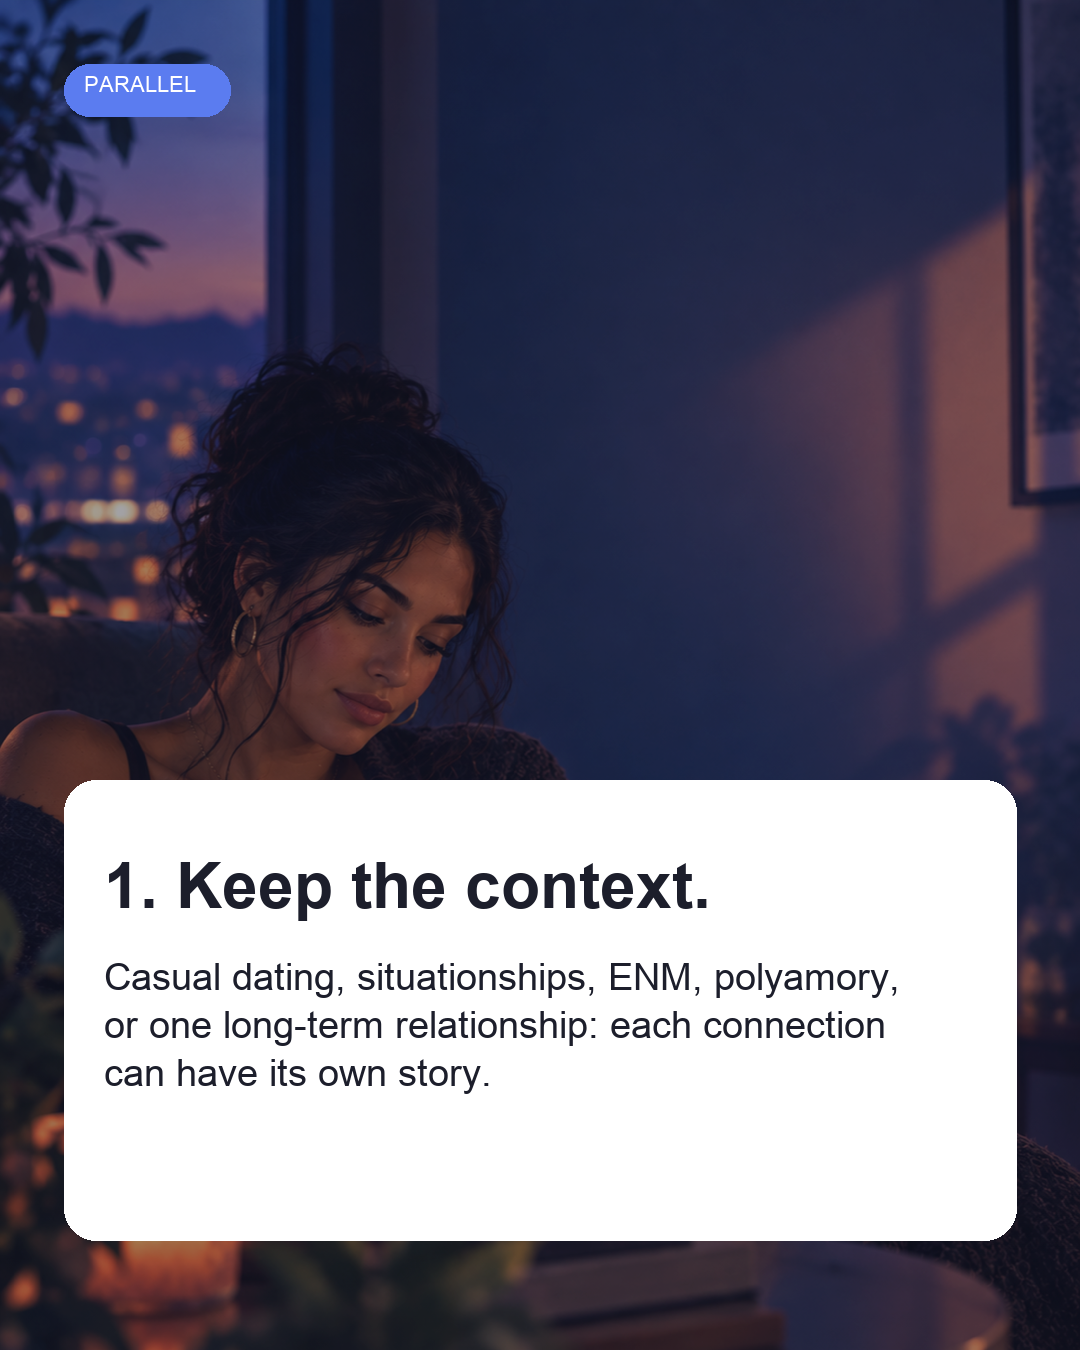 PARALLEL
1. Keep the context.
Casual dating, situationships, ENM, polyamory,
or one long-term relationship: each connection
can have its own story.